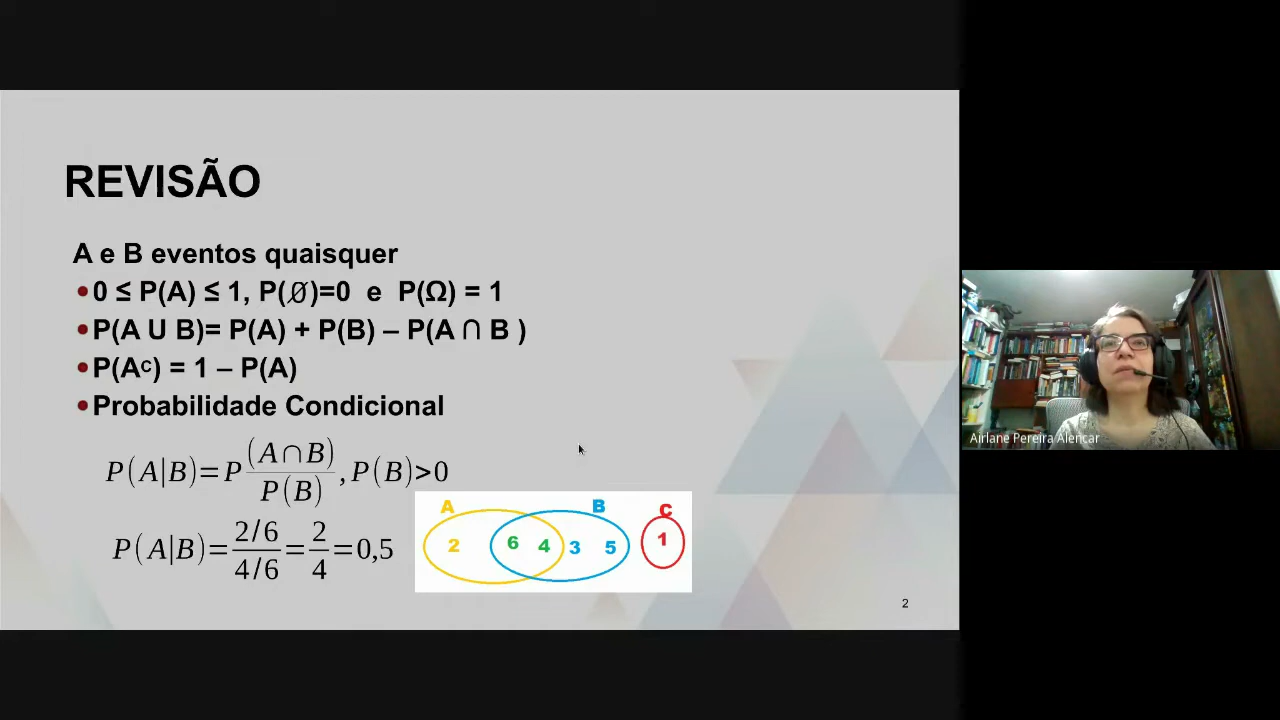 REVISÃO
A e B eventos quaisquer
•0 ≤ P(A) ≤ 1, P(∅)=0 e P(Ω) = 1
•P(A U B)= P(A) + P(B) – P(A ∩ B )
•P(Aᶜ) = 1 – P(A)
•Probabilidade Condicional
P(A|B)=P (A∩B)/P(B) , P(B)>0
P(A|B)= 2/6 / 4/6 = 2/4 =0,5
A B C
2 6 4 3 5 1
2
Airlane Pereira Alencar